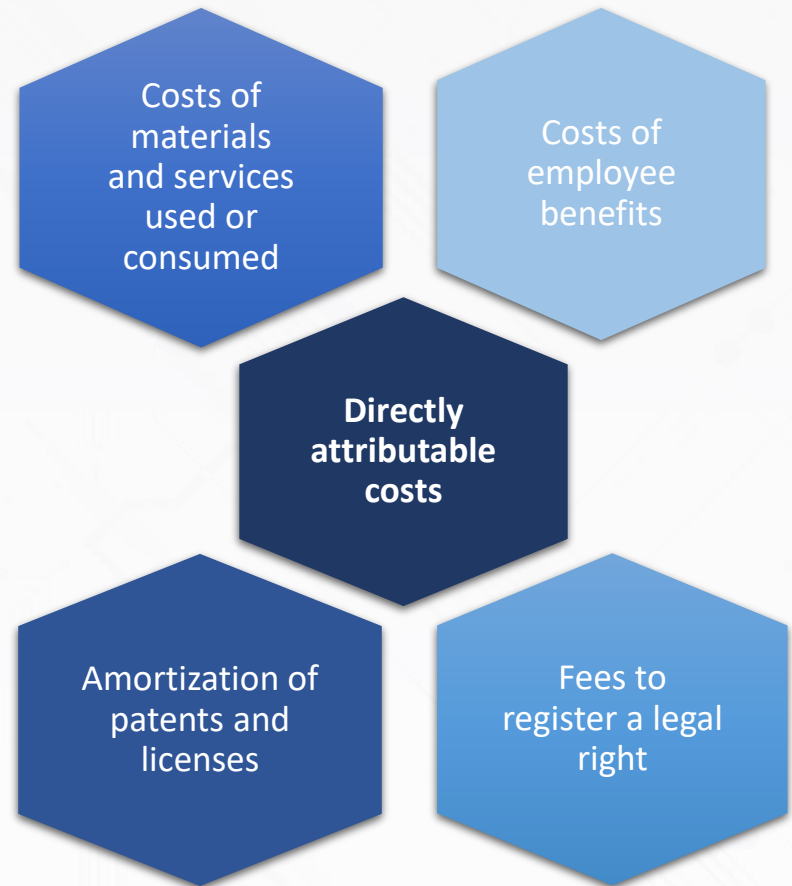 Costs of
materials
and services
used or
consumed
Costs of
employee
benefits
Directly
attributable
costs
Amortization of
patents and
licenses
Fees to
register a legal
right